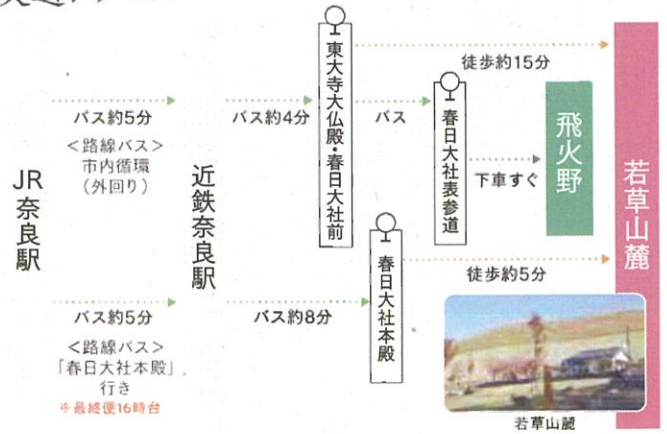 徒歩約15分
東大寺大仏殿・春日大社前
バス約5分
バス約4分
バス
春日大社表参道
飛火野
<路線バス>
市内循環
(外回り)
下車すぐ
若草山麓
JR奈良駅
近鉄奈良駅
春日大社本殿
徒歩約5分
バス約5分
バス約8分
<路線バス>
「春日大社本殿」
行き
※最終便16時台
若草山麓